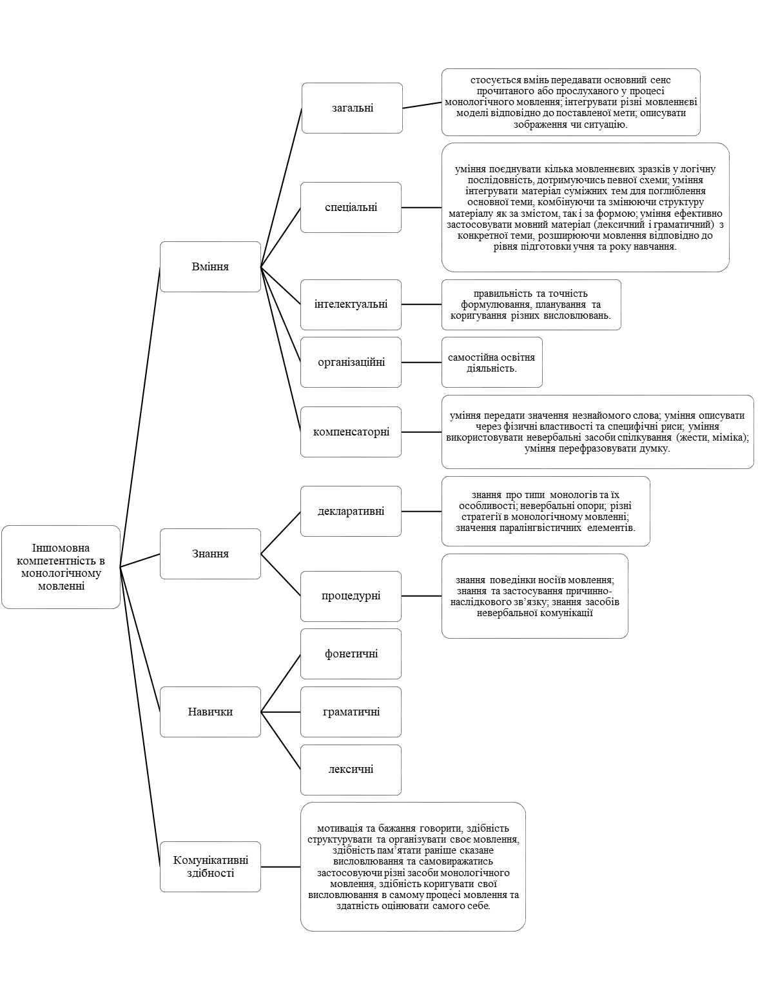 Іншомовна
компетентність в
монологічному
мовленні
Вміння
загальні
стосується вмінь передавати основний сенс
прочитаного або прослуханого у процесі
монологічного мовлення; інтегрувати різні мовленнєві
моделі відповідно до поставленої мети; описувати
зображення чи ситуацію.
спеціальні
уміння поєднувати кілька мовленнєвих зразків у логічну
послідовність, дотримуючись певної схеми; уміння
інтегрувати матеріал суміжних тем для поглиблення
основної теми, комбінуючи та змінюючи структуру
матеріалу як за змістом, так і за формою; уміння ефективно
застосовувати мовний матеріал (лексичний і граматичний) з
конкретної теми, розширюючи мовлення відповідно до
рівня підготовки учня та року навчання.
інтелектуальні
правильність та точність
формулювання, планування та
коригування різних висловлювань.
організаційні
самостійна освітня
діяльність.
компенсаторні
уміння передати значення незнайомого слова; уміння описувати
через фізичні властивості та специфічні риси; уміння
використовувати невербальні засоби спілкування (жести, міміка);
уміння перефразовувати думку.
Знання
декларативні
знання про типи монологів та їх
особливості; невербальні опори; різні
стратегії в монологічному мовленні;
значення паралінгвістичних елементів.
процедурні
знання поведінки носіїв мовлення;
знання та застосування причинно-
наслідкового зв’язку; знання засобів
невербальної комунікації
Навички
фонетичні
граматичні
лексичні
Комунікативні
здібності
мотивація та бажання говорити, здібність
структурувати та організувати своє мовлення,
здібність пам’ятати раніше сказане
висловлювання та самовиражатись
застосовуючи різні засоби монологічного
мовлення, здібність коригувати свої
висловлювання в самому процесі мовлення та
здатність оцінювати самого себе.